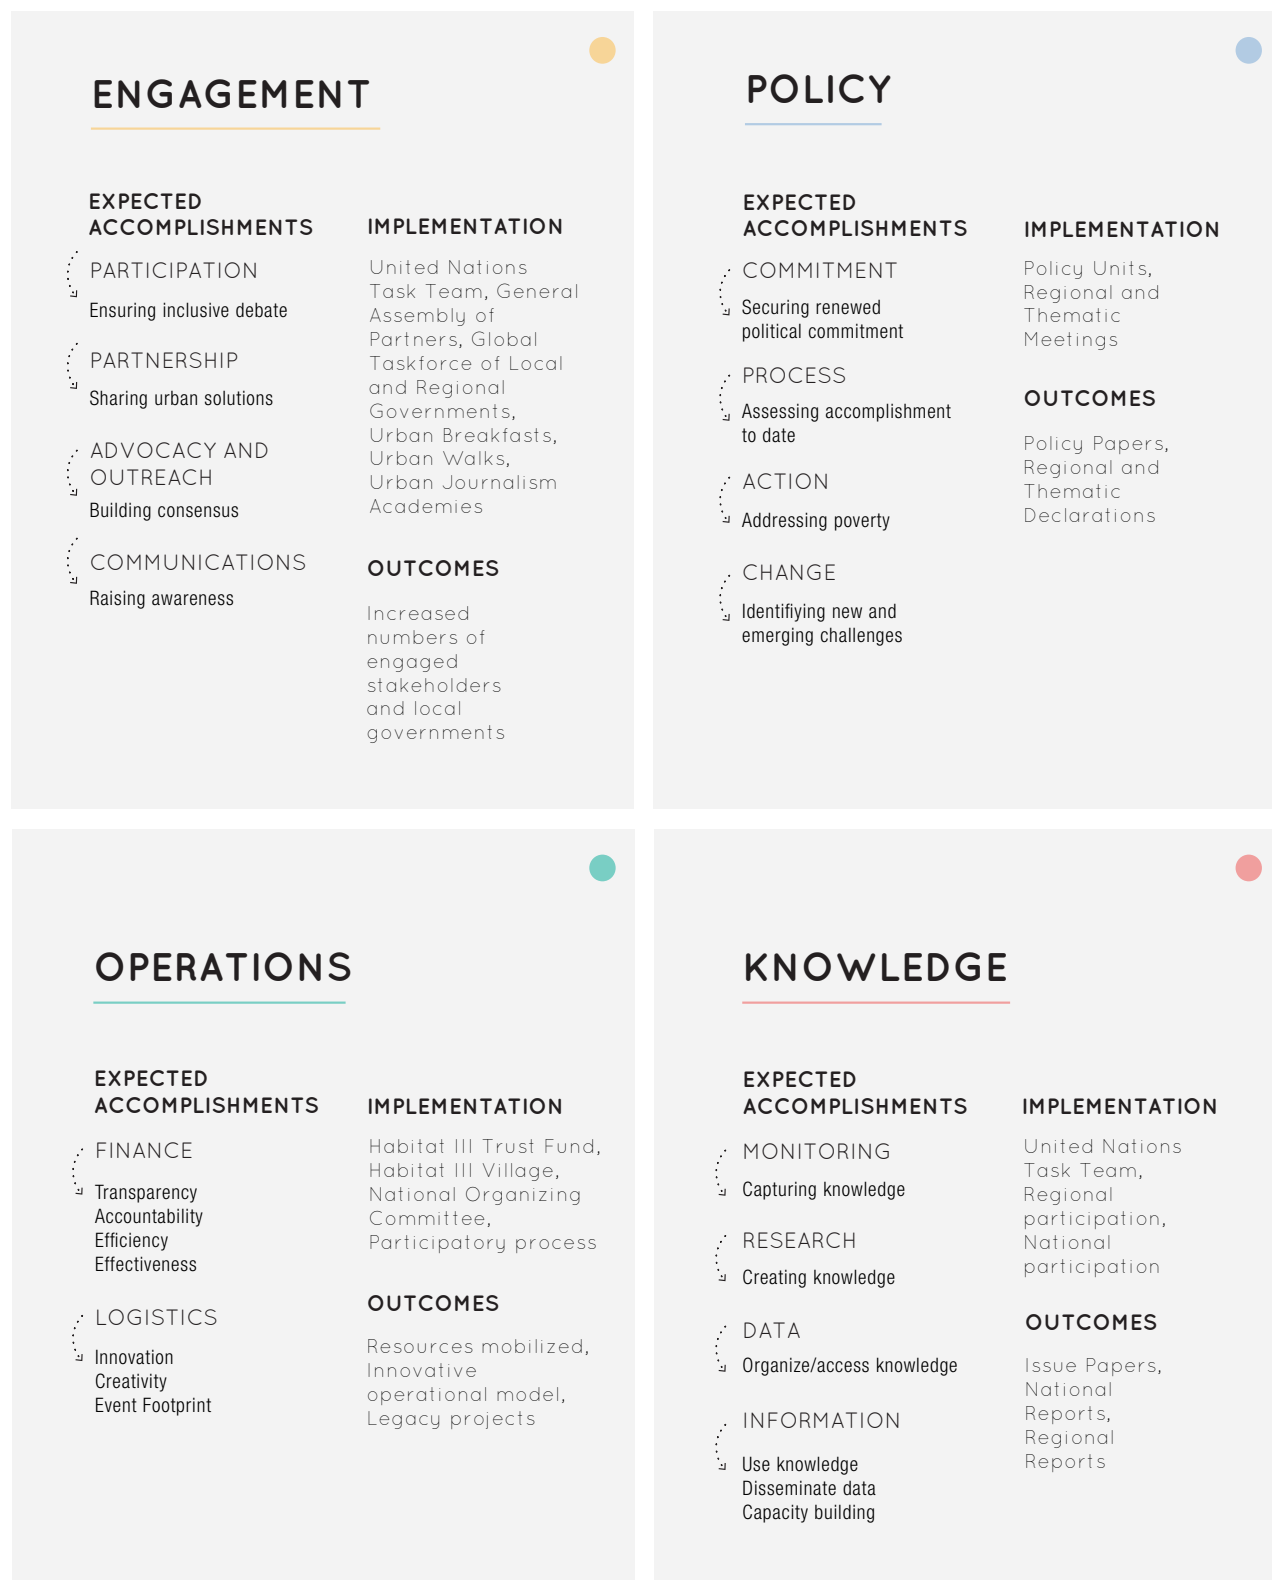 ENGAGEMENT
EXPECTED
ACCOMPLISHMENTS
PARTICIPATION
Ensuring inclusive debate
PARTNERSHIP
Sharing urban solutions
ADVOCACY AND
OUTREACH
Building consensus
COMMUNICATIONS
Raising awareness
IMPLEMENTATION
United Nations
Task Team, General
Assembly of
Partners, Global
Taskforce of Local
and Regional
Governments,
Urban Breakfasts,
Urban Walks,
Urban Journalism
Academies
OUTCOMES
Increased
numbers of
engaged
stakeholders
and local
governments
POLICY
EXPECTED
ACCOMPLISHMENTS
COMMITMENT
Securing renewed
political commitment
PROCESS
Assessing accomplishment
to date
ACTION
Addressing poverty
CHANGE
Identifiying new and
emerging challenges
IMPLEMENTATION
Policy Units,
Regional and
Thematic
Meetings
OUTCOMES
Policy Papers,
Regional and
Thematic
Declarations
OPERATIONS
EXPECTED
ACCOMPLISHMENTS
FINANCE
Transparency
Accountability
Efficiency
Effectiveness
LOGISTICS
Innovation
Creativity
Event Footprint
IMPLEMENTATION
Habitat III Trust Fund,
Habitat III Village,
National Organizing
Committee,
Participatory process
OUTCOMES
Resources mobilized,
Innovative
operational model,
Legacy projects
KNOWLEDGE
EXPECTED
ACCOMPLISHMENTS
MONITORING
Capturing knowledge
RESEARCH
Creating knowledge
DATA
Organize/access knowledge
INFORMATION
Use knowledge
Disseminate data
Capacity building
IMPLEMENTATION
United Nations
Task Team,
Regional
participation,
National
participation
OUTCOMES
Issue Papers,
National
Reports,
Regional
Reports